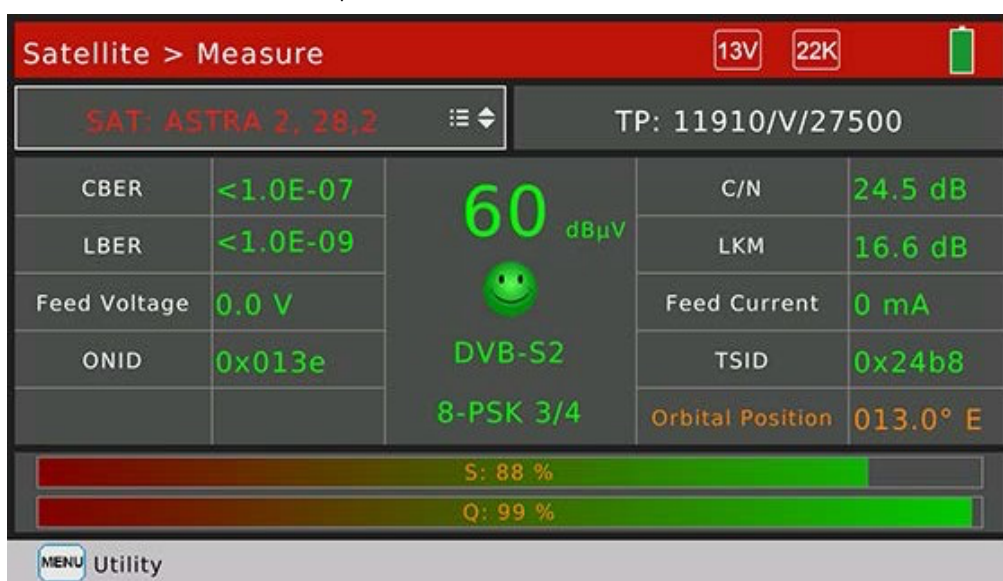 Satellite > Measure 13V 22K
SAT: ASTRA 2, 28,2 TP: 11910/V/27500
CBER <1.0E-07 60 dBµV C/N 24.5 dB
LBER <1.0E-09 LKM 16.6 dB
Feed Voltage 0.0 V Feed Current 0 mA
ONID 0x013e DVB-S2 TSID 0x24b8
8-PSK 3/4 Orbital Position 013.0° E
S: 88 %
Q: 99 %
MENU Utility